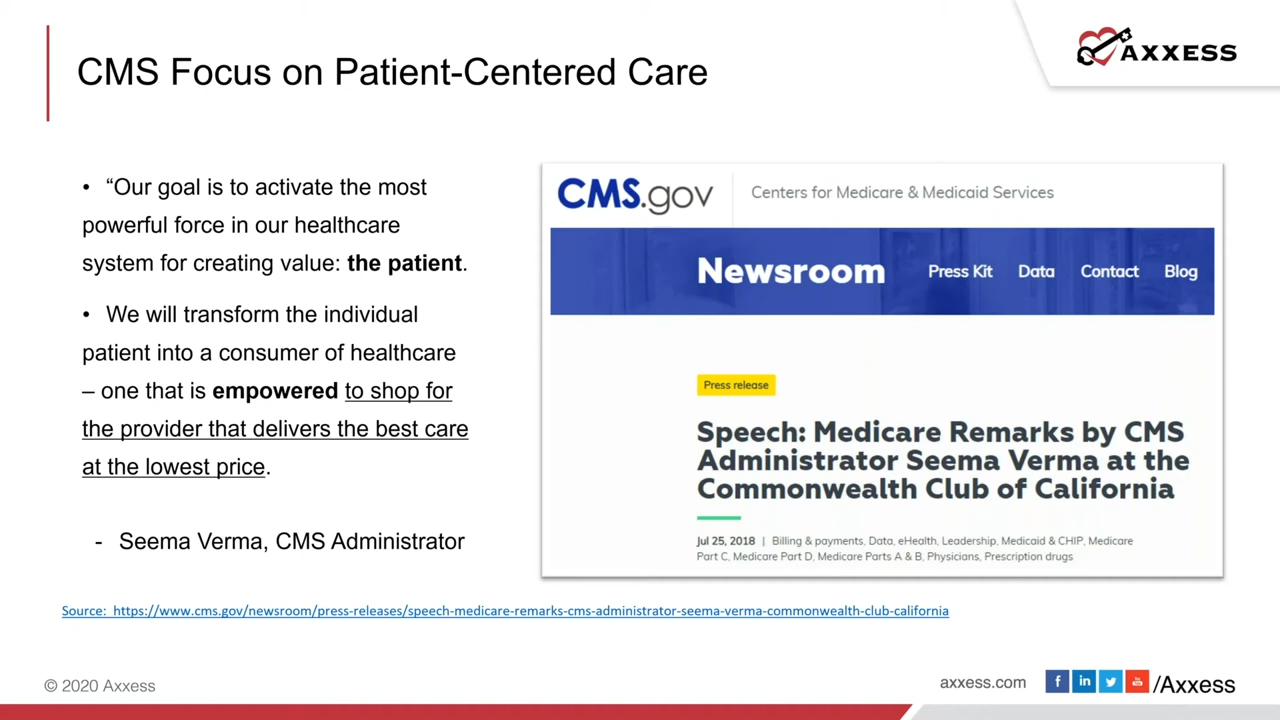 CMS Focus on Patient-Centered Care
AXXESS
• “Our goal is to activate the most
powerful force in our healthcare
system for creating value: the patient.
• We will transform the individual
patient into a consumer of healthcare
– one that is empowered to shop for
the provider that delivers the best care
at the lowest price.
- Seema Verma, CMS Administrator
CMS.gov
Centers for Medicare & Medicaid Services
Newsroom
Press Kit Data Contact Blog
Press release
Speech: Medicare Remarks by CMS
Administrator Seema Verma at the
Commonwealth Club of California
Jul 25, 2018 | Billing & payments, Data, eHealth, Leadership, Medicaid & CHIP, Medicare
Part C, Medicare Part D, Medicare Parts A & B, Physicians, Prescription drugs
Source: https://www.cms.gov/newsroom/press-releases/speech-medicare-remarks-cms-administrator-seema-verma-commonwealth-club-california
© 2020 Axxess
axxess.com
f in You Tube /Axxess